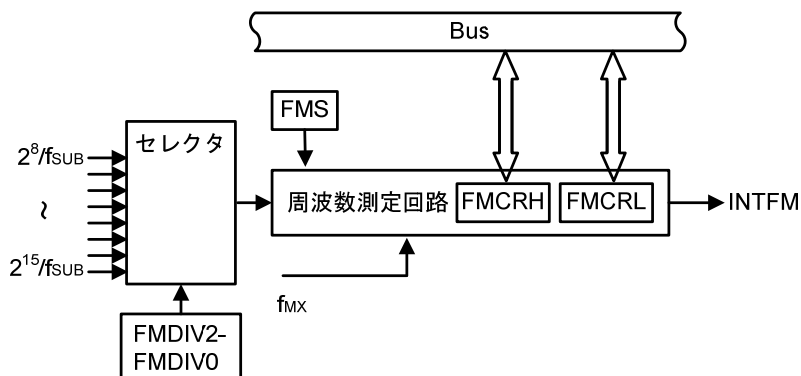 Bus
FMS
セレクタ
2⁸/fSUB
~
2¹⁵/fSUB
周波数測定回路
FMCRH
FMCRL
INTFM
fMX
FMDIV2-
FMDIV0